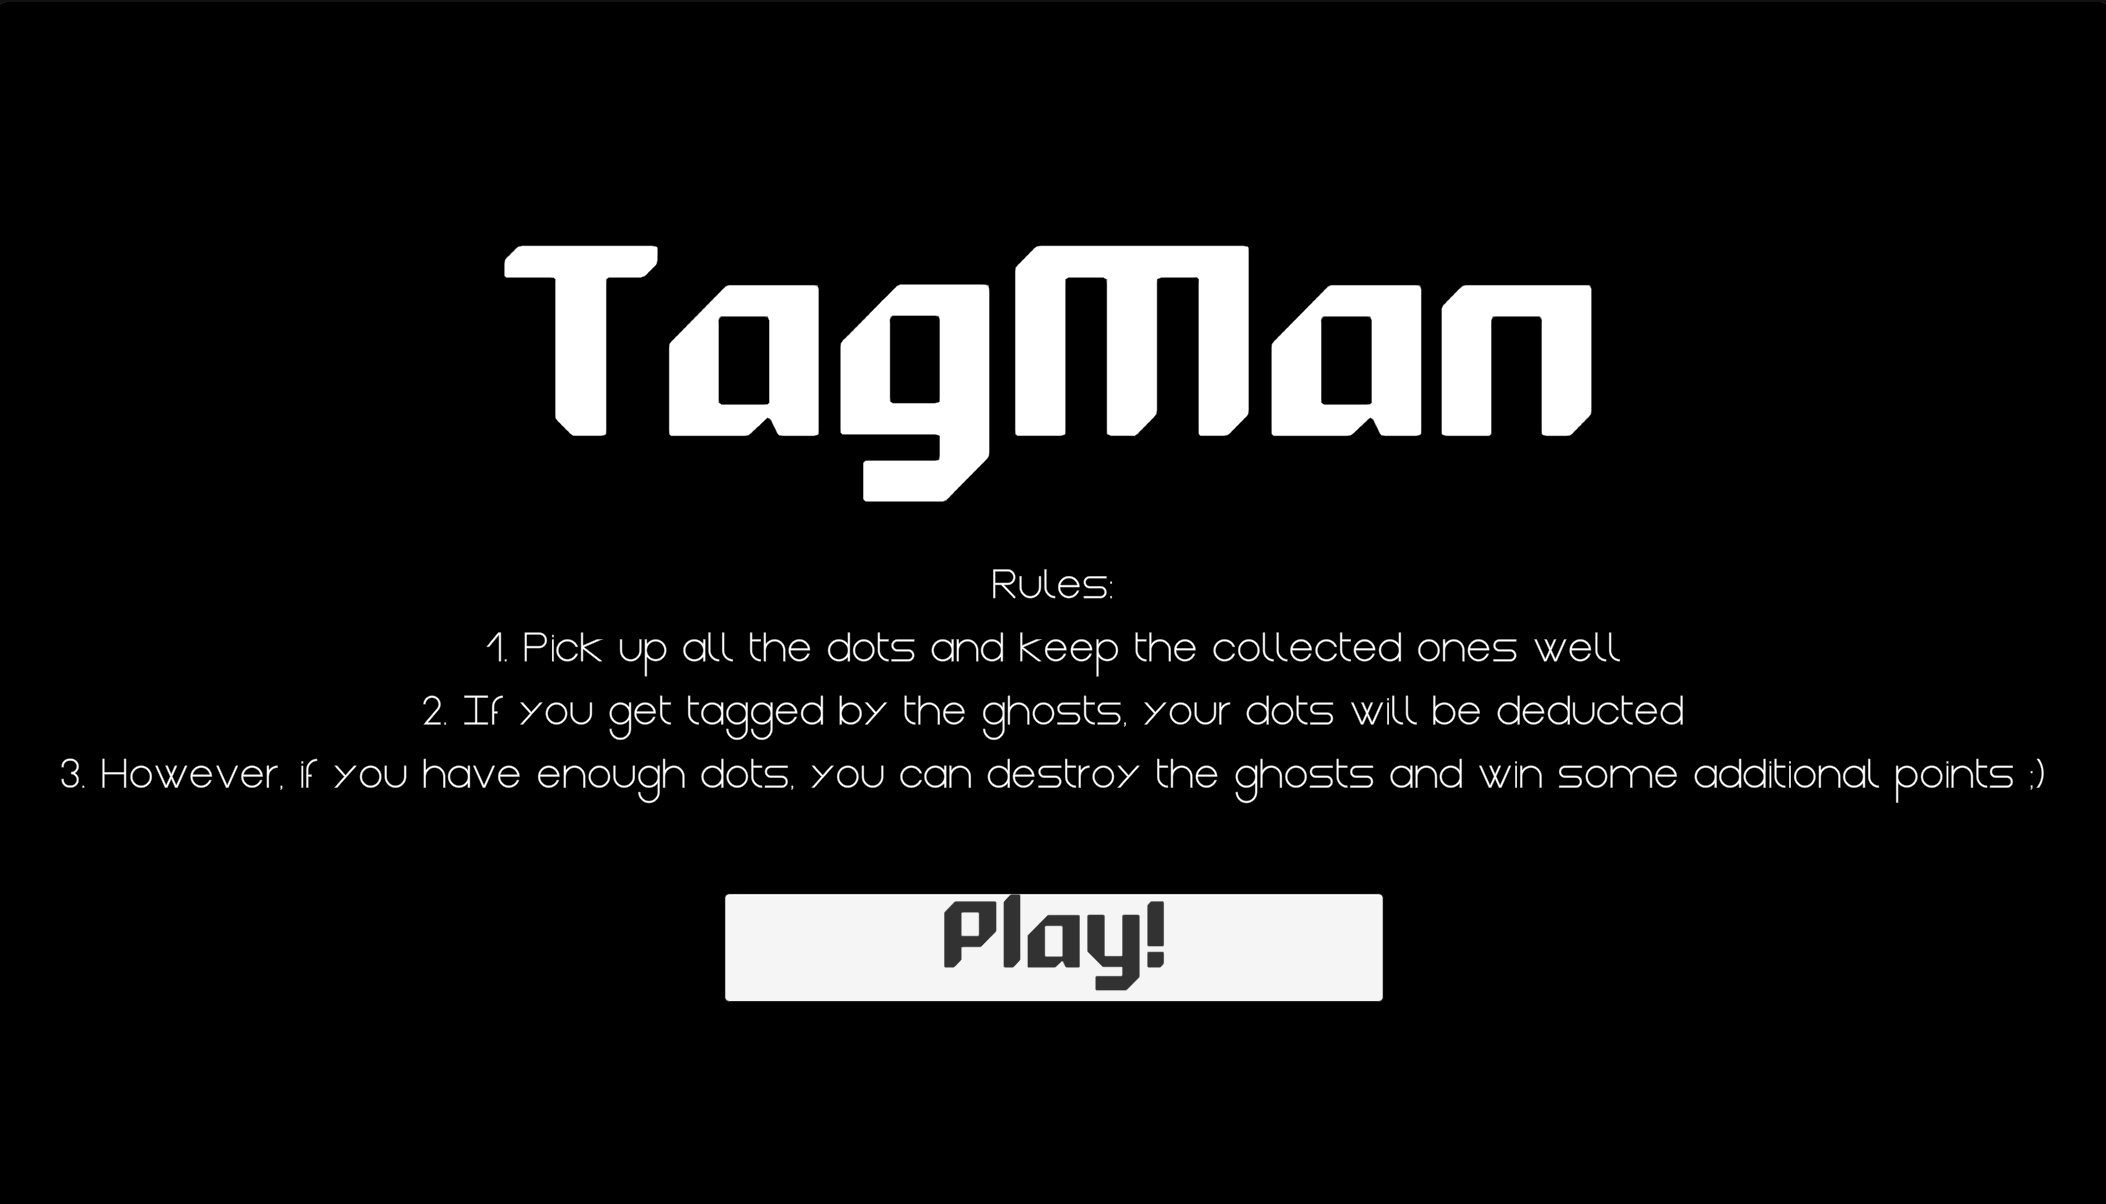 TagMan
Rules:
1. Pick up all the dots and keep the collected ones well
2. If you get tagged by the ghosts, your dots will be deducted
3. However, if you have enough dots, you can destroy the ghosts and win some additional points ;)
Play!